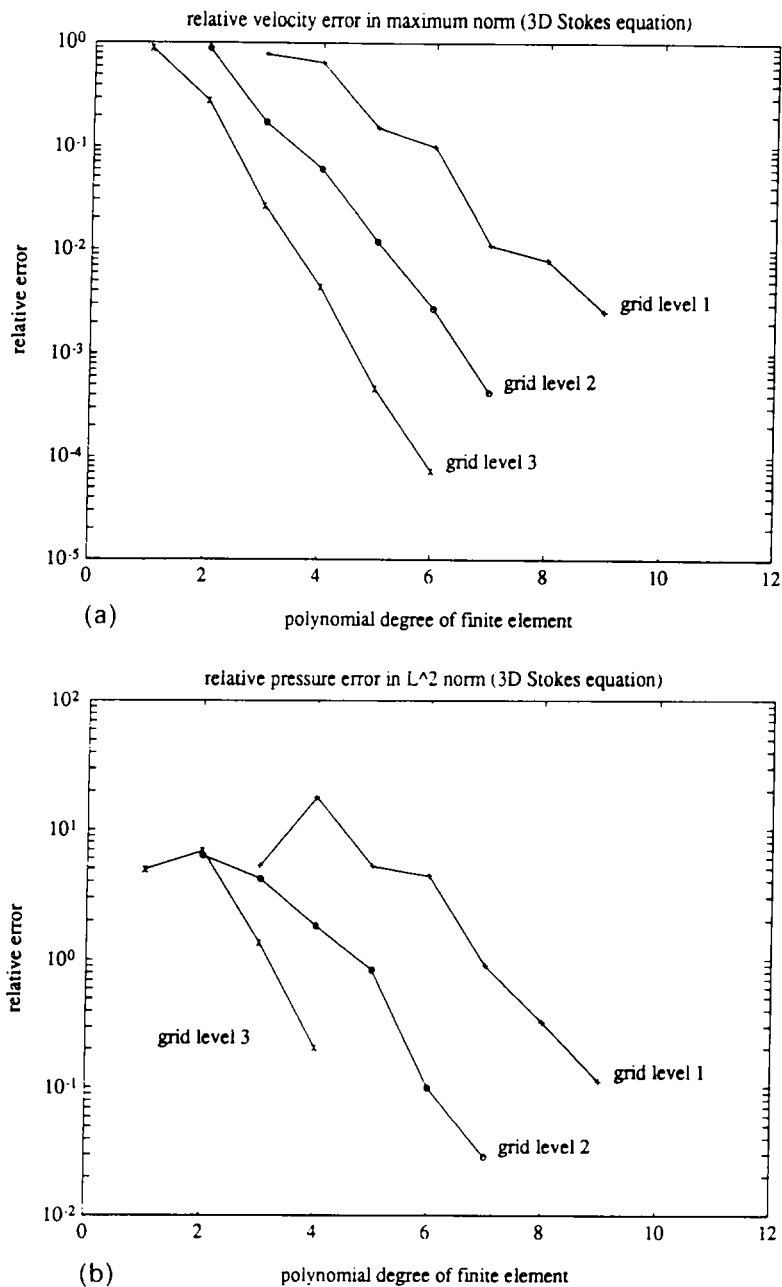 relative velocity error in maximum norm (3D Stokes equation)
10^0
10^-1
10^-2
10^-3
10^-4
10^-5
relative error
grid level 1
grid level 2
grid level 3
0 2 4 6 8 10 12
(a)
polynomial degree of finite element
relative pressure error in L^2 norm (3D Stokes equation)
10^2
10^1
10^0
10^-1
10^-2
relative error
grid level 3
grid level 1
grid level 2
0 2 4 6 8 10 12
(b)
polynomial degree of finite element